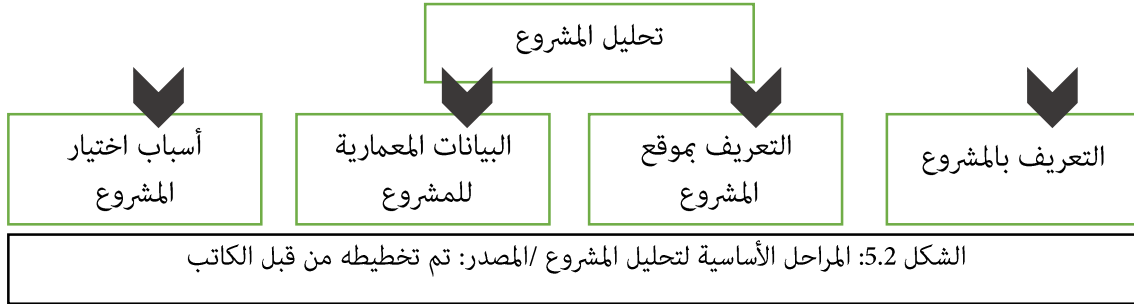 تحليل المشروع
التعريف بالمشروع
التعريف بموقع
المشروع
البيانات المعمارية
للمشروع
أسباب اختيار
المشروع
الشكل 5.2: المراحل الأساسية لتحليل المشروع /المصدر: تم تخطيطه من قبل الكاتب